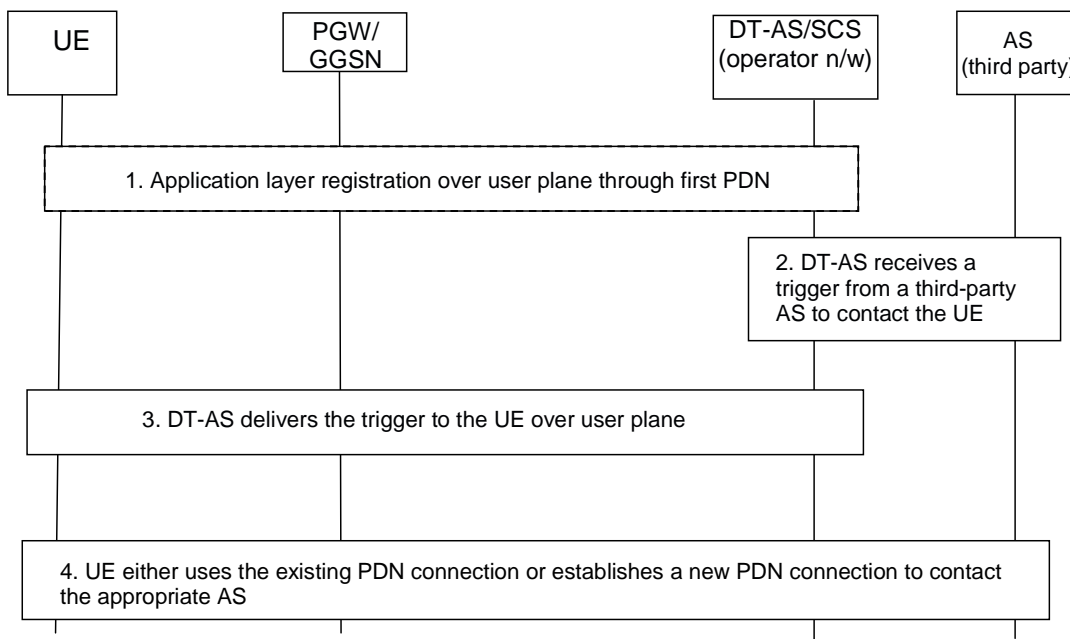 UE
PGW/
GGSN
DT-AS/SCS
(operator n/w)
AS
(third party)
1. Application layer registration over user plane through first PDN
2. DT-AS receives a
trigger from a third-party
AS to contact the UE
3. DT-AS delivers the trigger to the UE over user plane
4. UE either uses the existing PDN connection or establishes a new PDN connection to contact
the appropriate AS